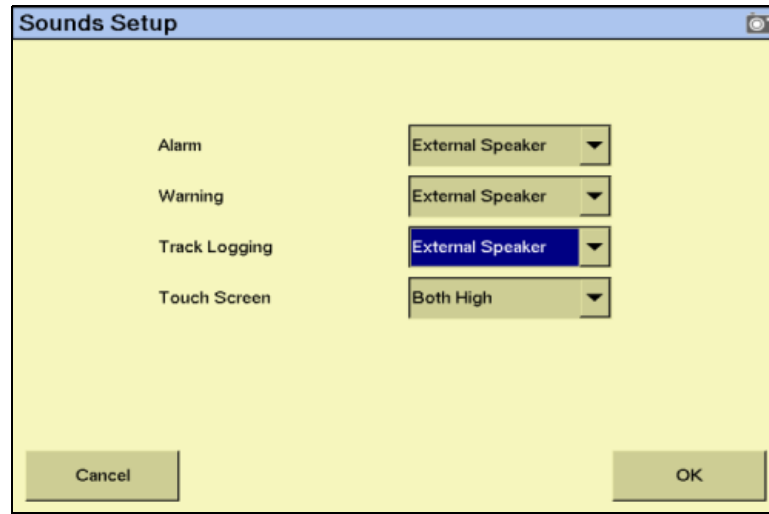 Sounds Setup
Alarm External Speaker
Warning External Speaker
Track Logging External Speaker
Touch Screen Both High
Cancel OK